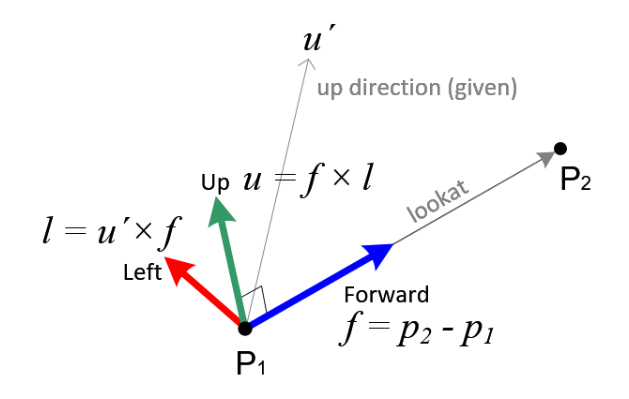 u´
up direction (given)
P2
Up u = f × l
lookat
l = u´× f
Left
Forward
f = p2 - p1
P1